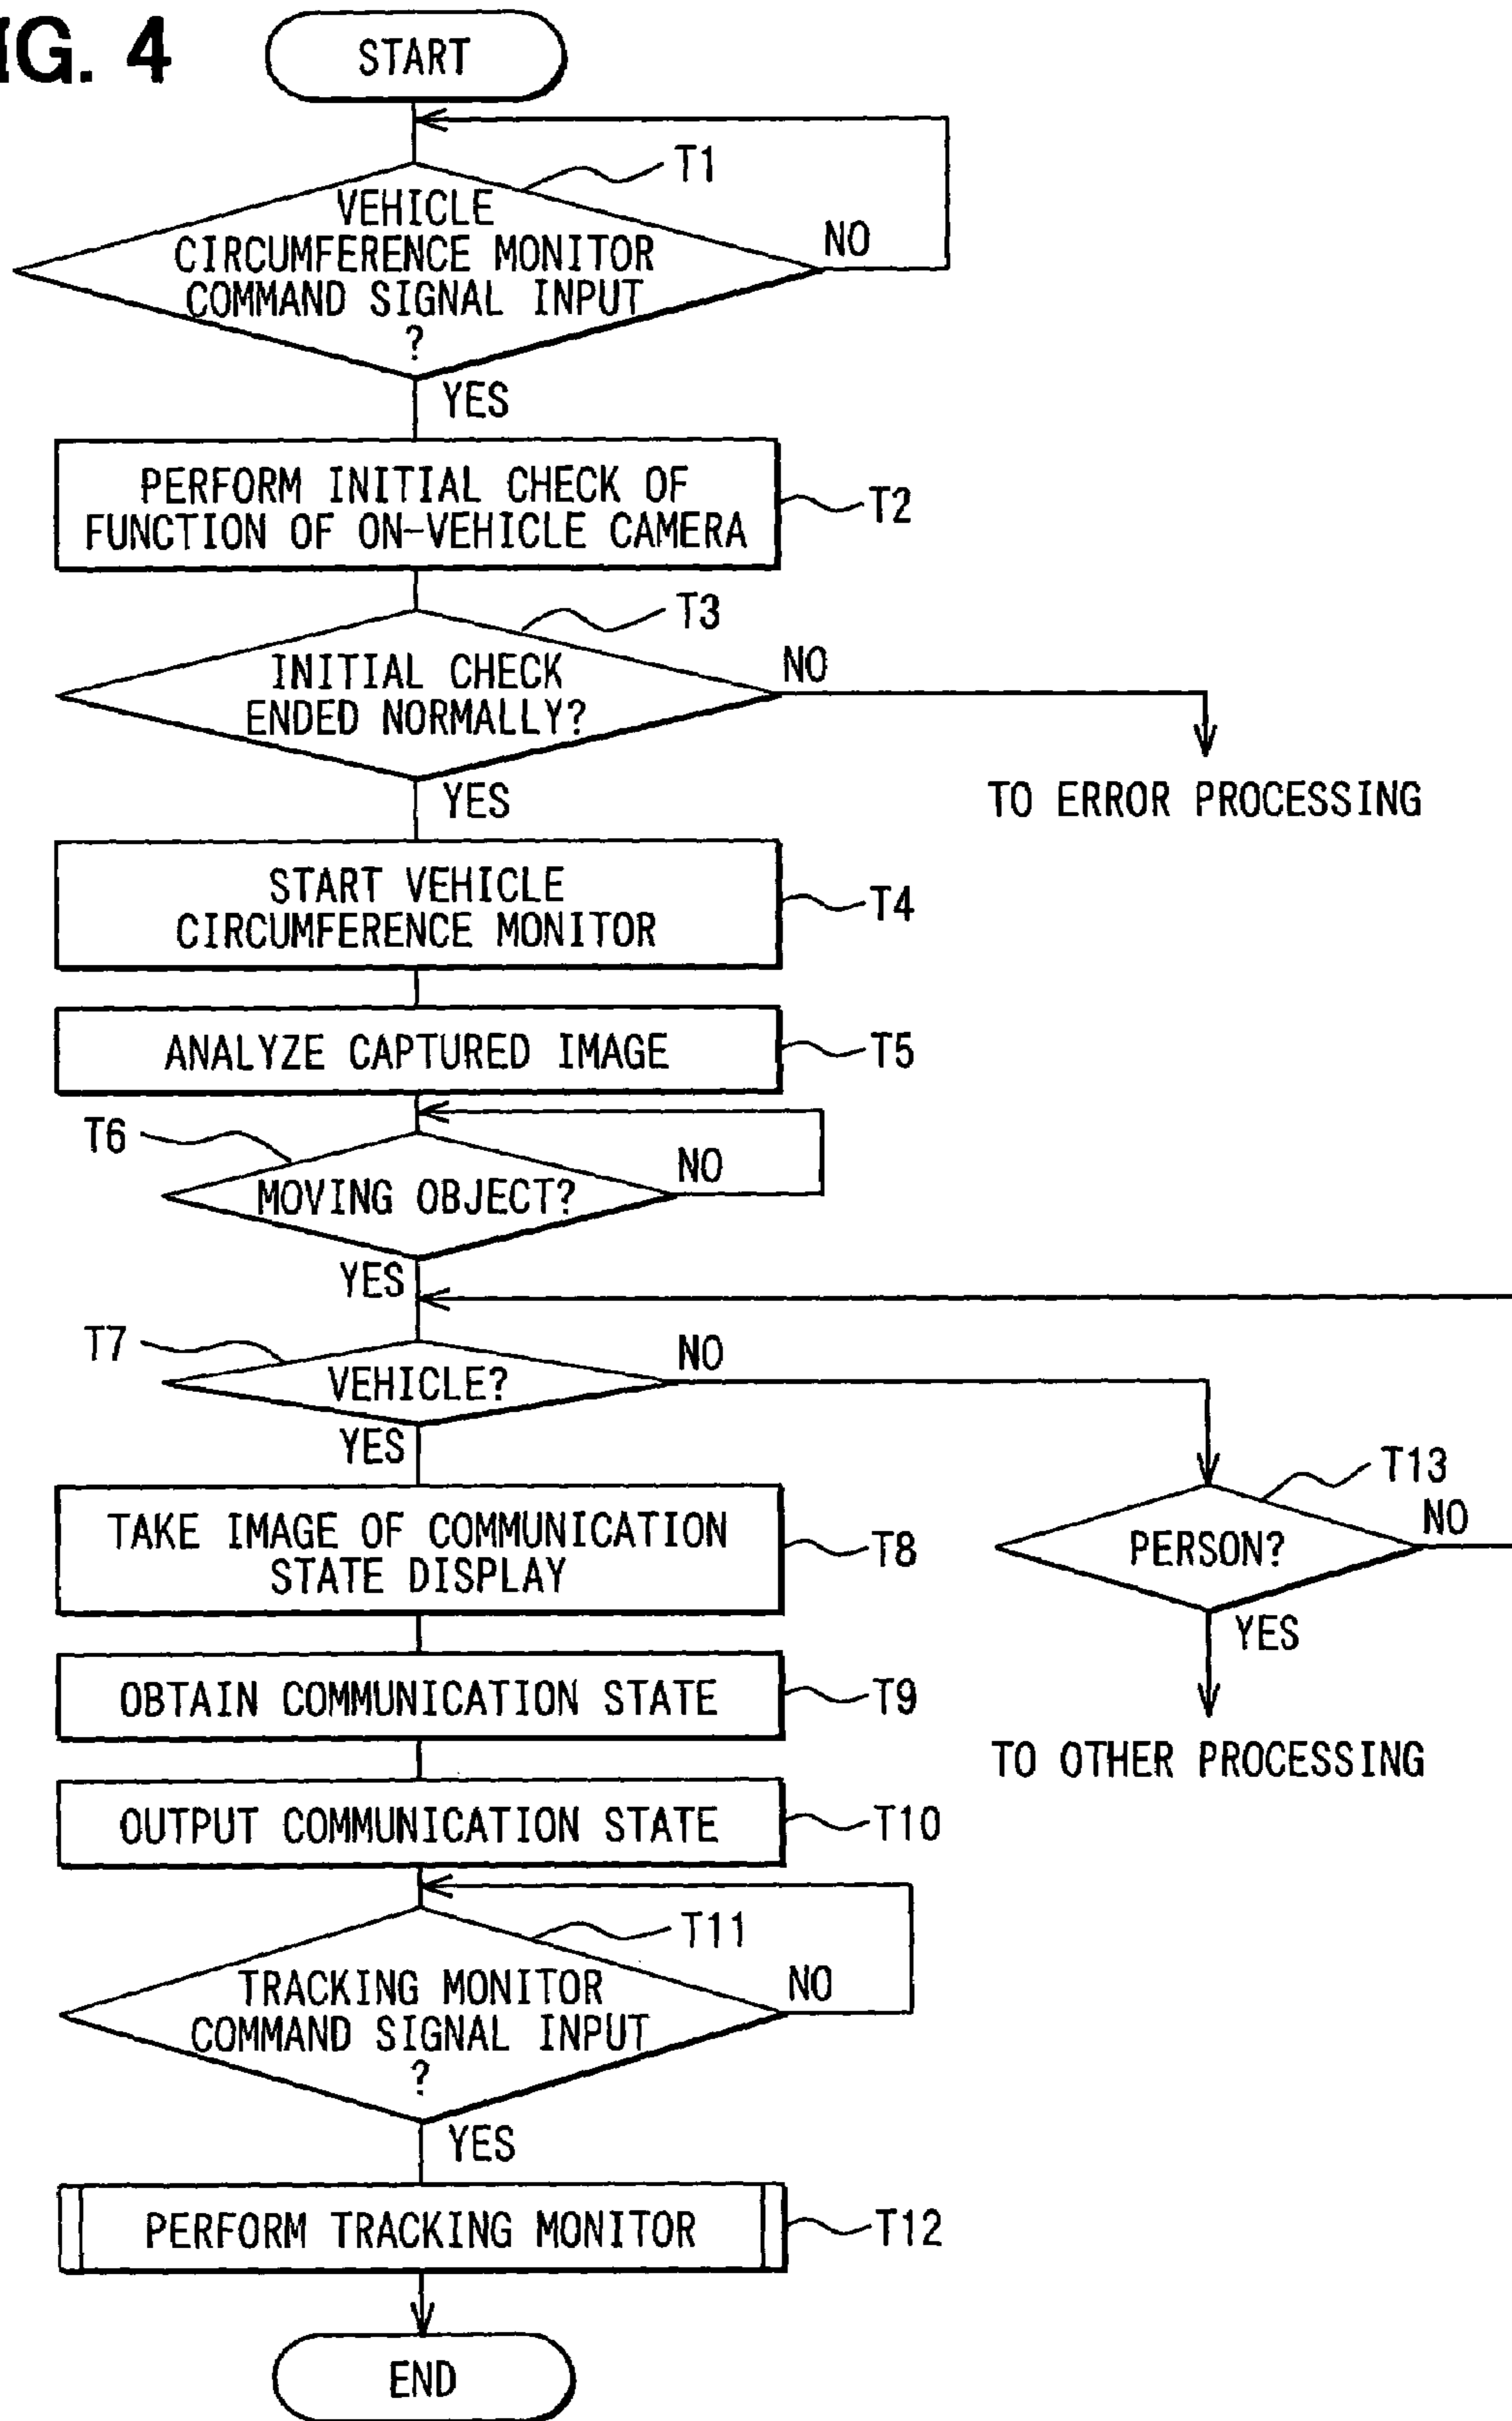 IG. 4
START
T1
VEHICLE
CIRCUMFERENCE MONITOR
COMMAND SIGNAL INPUT
?
NO
YES
PERFORM INITIAL CHECK OF
FUNCTION OF ON-VEHICLE CAMERA
T2
T3
INITIAL CHECK
ENDED NORMALLY?
NO
TO ERROR PROCESSING
YES
START VEHICLE
CIRCUMFERENCE MONITOR
T4
ANALYZE CAPTURED IMAGE
T5
T6
MOVING OBJECT?
NO
YES
T7
VEHICLE?
NO
YES
T13
PERSON?
NO
YES
TO OTHER PROCESSING
TAKE IMAGE OF COMMUNICATION
STATE DISPLAY
T8
OBTAIN COMMUNICATION STATE
T9
OUTPUT COMMUNICATION STATE
T10
T11
TRACKING MONITOR
COMMAND SIGNAL INPUT
?
NO
YES
PERFORM TRACKING MONITOR
T12
END